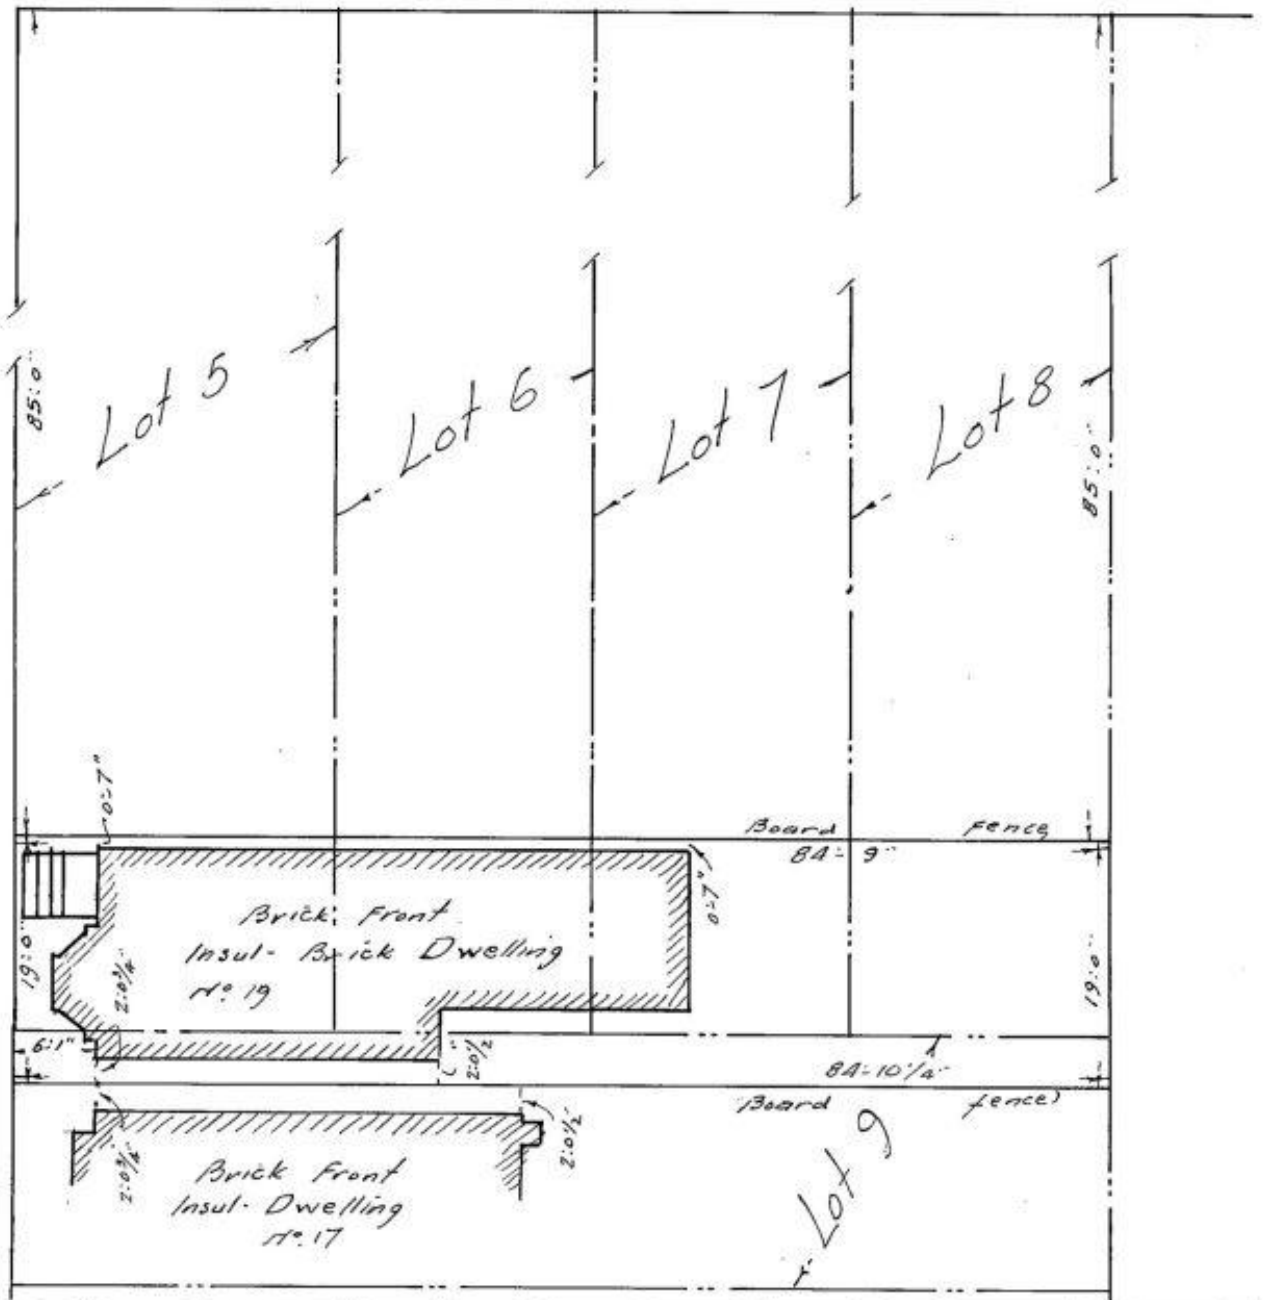 85'-0"
Lot 5
Lot 6
Lot 7
Lot 8
85'-0"
0'-7"
Board Fence
84'-9"
0'-7"
Brick Front
Insul-Brick Dwelling
Nº 19
19'-0"
2'-0¾"
19'-0"
6'-1"
2'-0½"
84'-10¼"
Board fence
2'-0¾"
2'-0½"
Brick Front
Insul-Dwelling
Nº 17
Lot 9